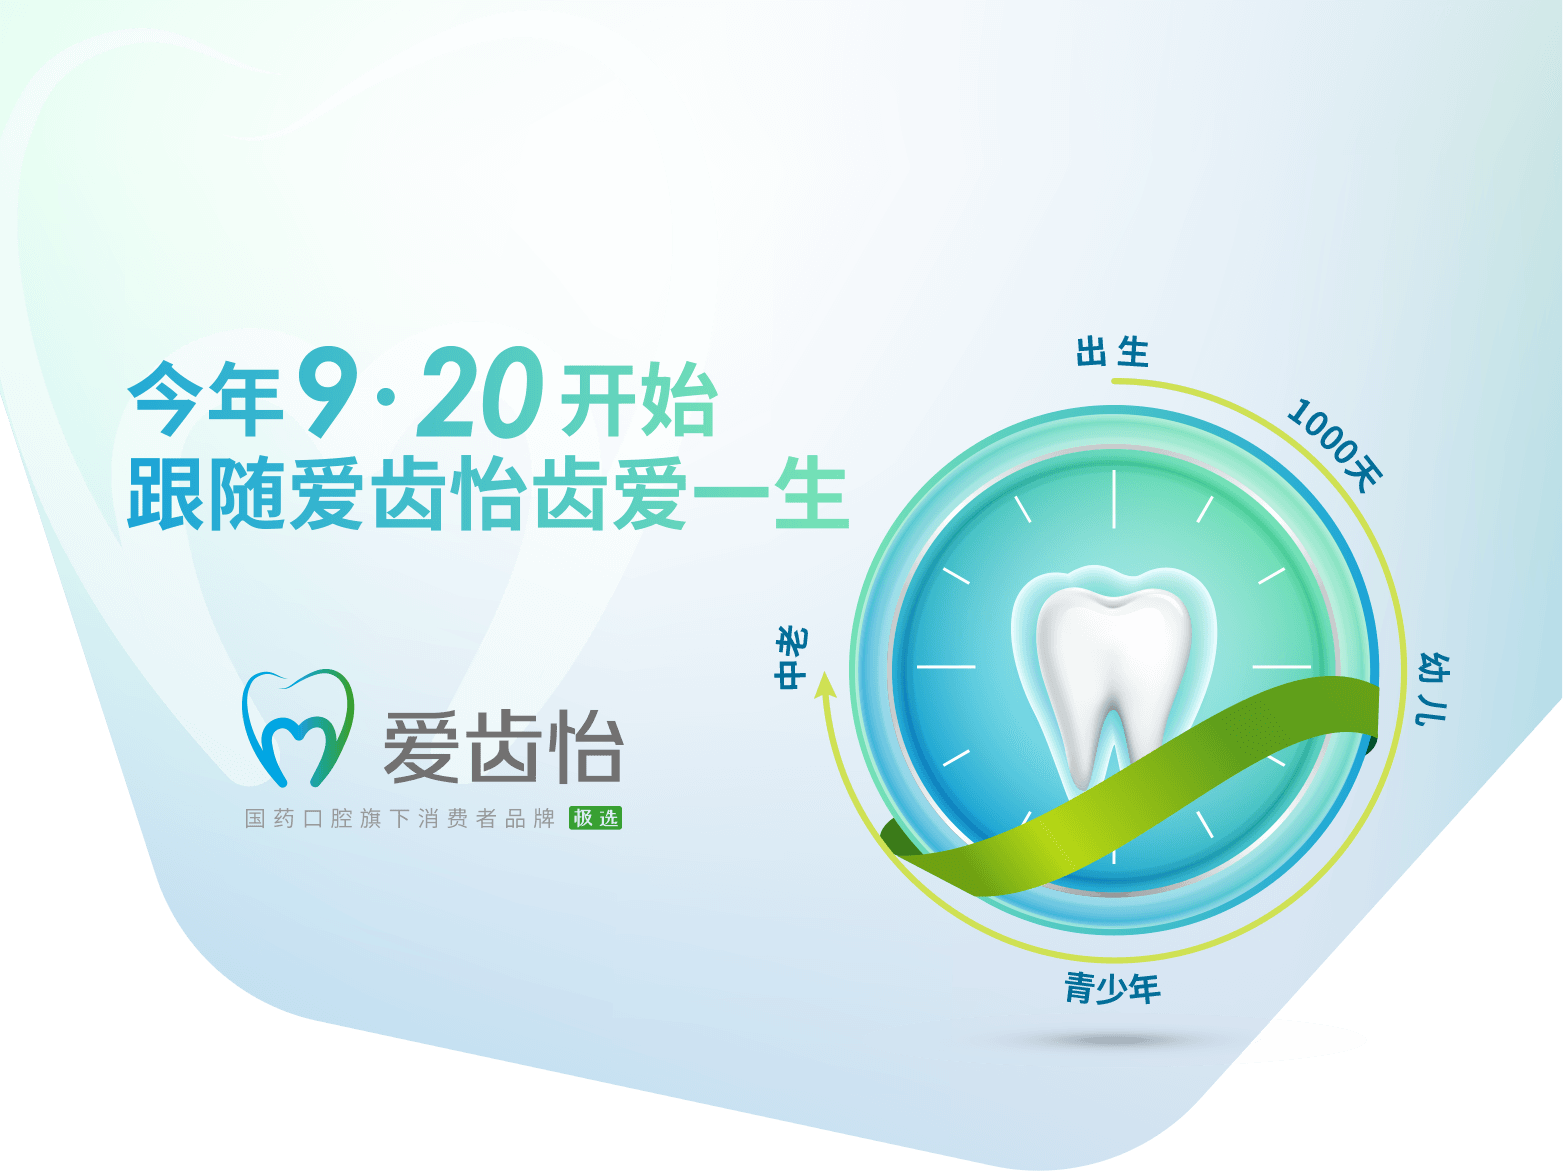 今年9·20开始
跟随爱齿怡齿爱一生
爱齿怡
国药口腔旗下消费者品牌 极选
出生
1000天
幼儿
青少年
中老